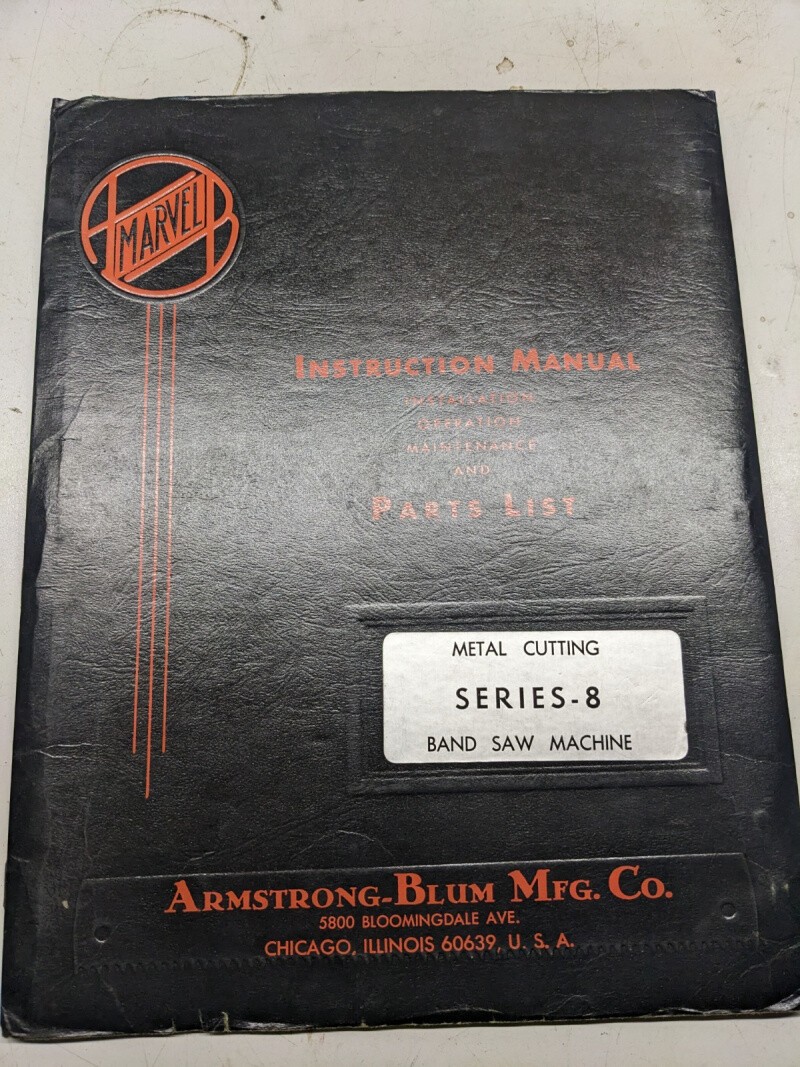 MARVEL
INSTRUCTION MANUAL
INSTALLATION
OPERATION
MAINTENANCE
AND
PARTS LIST
METAL CUTTING
SERIES-8
BAND SAW MACHINE
ARMSTRONG-BLUM MFG. CO.
5800 BLOOMINGDALE AVE.
CHICAGO, ILLINOIS 60639, U. S. A.